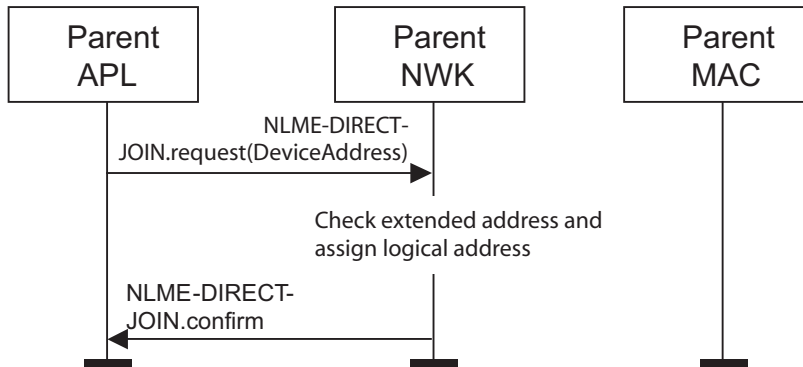 Parent
APL
Parent
NWK
Parent
MAC
NLME-DIRECT-
JOIN.request(DeviceAddress)
Check extended address and
assign logical address
NLME-DIRECT-
JOIN.confirm